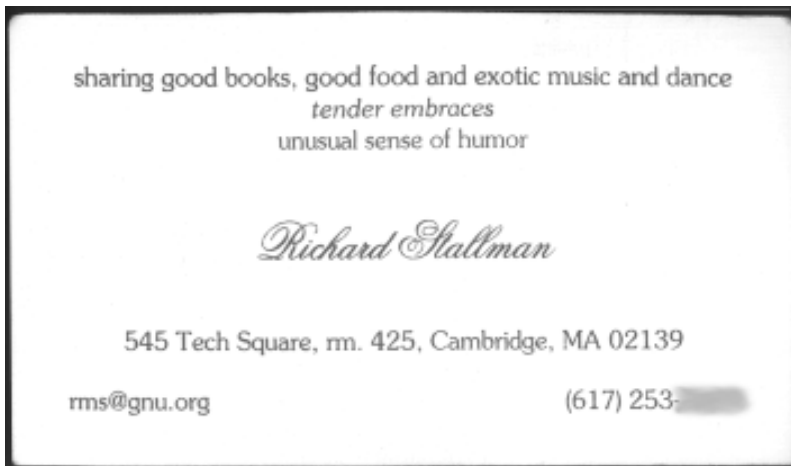 sharing good books, good food and exotic music and dance
tender embraces
unusual sense of humor
Richard Stallman
545 Tech Square, rm. 425, Cambridge, MA 02139
rms@gnu.org
(617) 253-